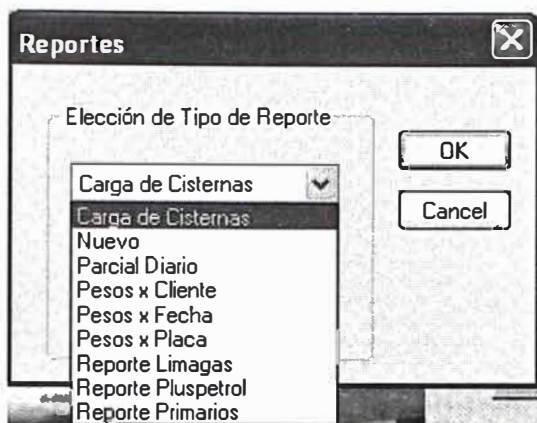 Reportes
Elección de Tipo de Reporte
OK
Carga de Cisternas
Cancel
Carga de Cisternas
Nuevo
Parcial Diario
Pesos x Cliente
Pesos x Fecha
Pesos x Placa
Reporte Limagas
Reporte Pluspetrol
Reporte Primarios